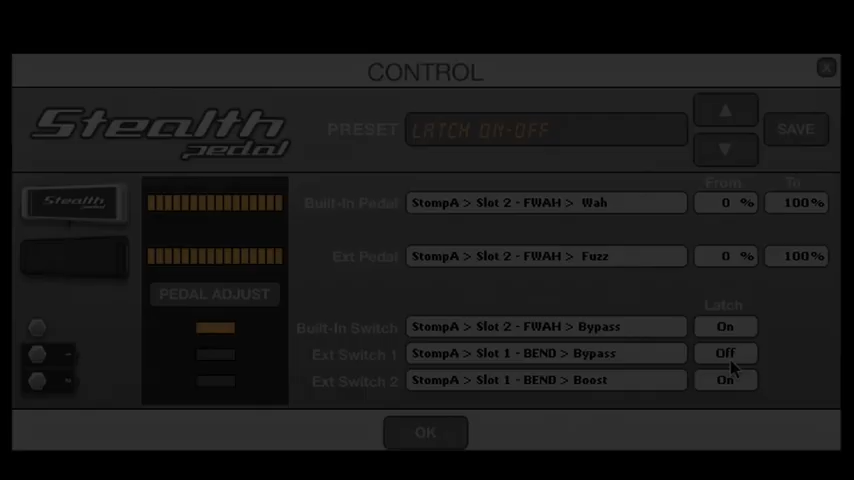 CONTROL
Stealth pedal
PRESET LATCH ON-OFF SAVE
From To
Stealth
Built-In Pedal StompA > Slot 2 - FWAH > Wah 0 % 100%
Ext Pedal StompA > Slot 2 - FWAH > Fuzz 0 % 100%
PEDAL ADJUST
Latch
Built-In Switch StompA > Slot 2 - FWAH > Bypass On
Ext Switch 1 StompA > Slot 1 - BEND > Bypass Off
Ext Switch 2 StompA > Slot 1 - BEND > Boost On
OK